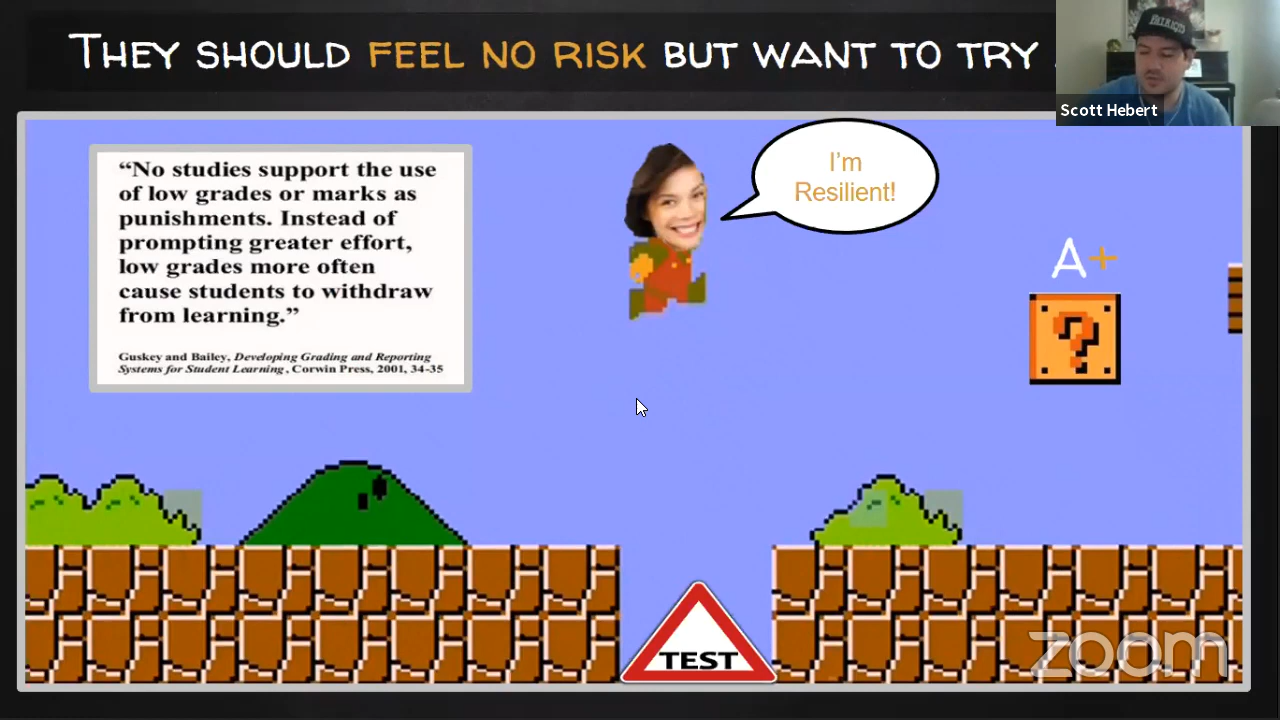 THEY SHOULD FEEL NO RISK BUT WANT TO TRY
PATRIOTS
Scott Hebert
“No studies support the use
of low grades or marks as
punishments. Instead of
prompting greater effort,
low grades more often
cause students to withdraw
from learning.”
Guskey and Bailey, Developing Grading and Reporting
Systems for Student Learning, Corwin Press, 2001, 34-35
I'm
Resilient!
A+
?
TEST
zoom